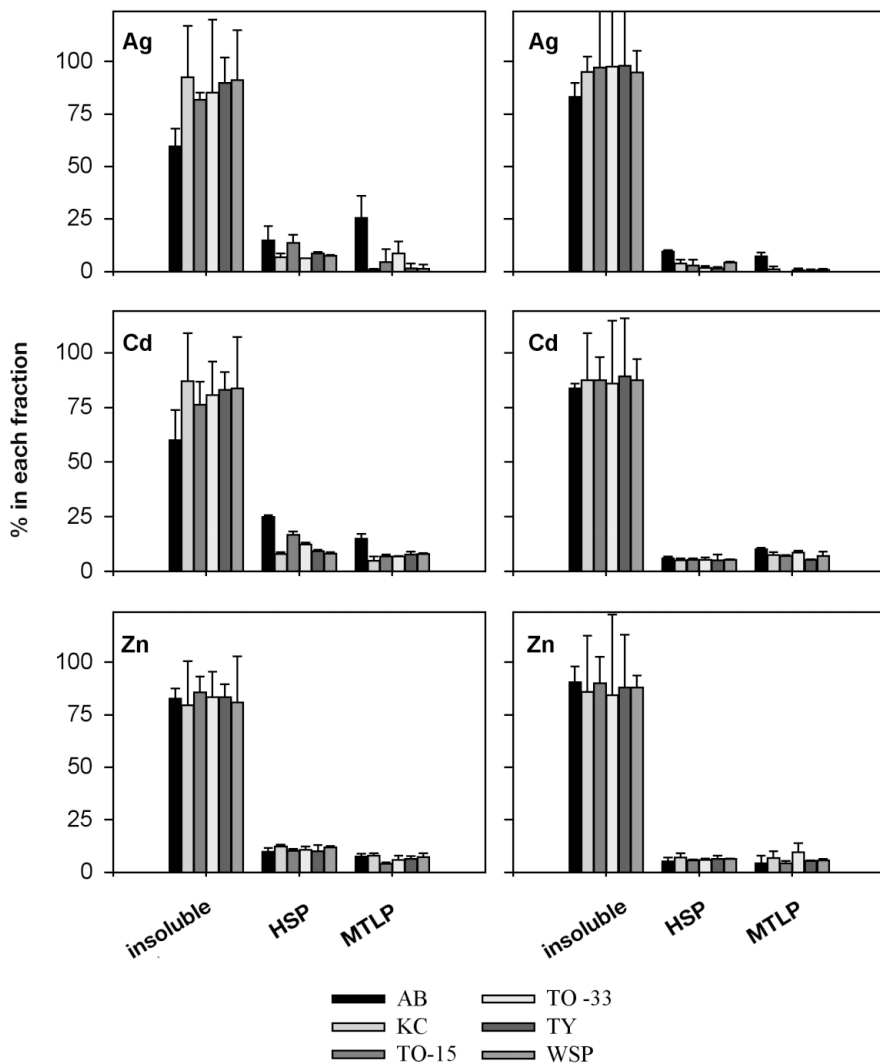 Ag
Ag
100
75
50
25
0
Cd
Cd
100
75
50
25
0
% in each fraction
Zn
Zn
100
75
50
25
0
insoluble HSP MTLP
insoluble HSP MTLP
AB TO -33
KC TY
TO-15 WSP